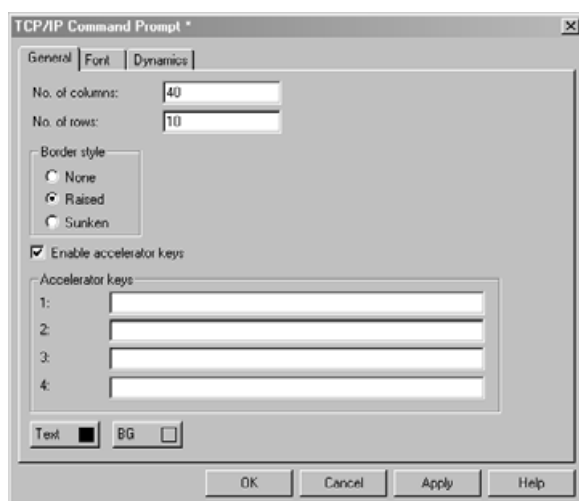 TCP/IP Command Prompt *
General Font Dynamics
No. of columns: 40
No. of rows: 10
Border style
None
Raised
Sunken
Enable accelerator keys
Accelerator keys
1:
2:
3:
4:
Text BG
OK Cancel Apply Help